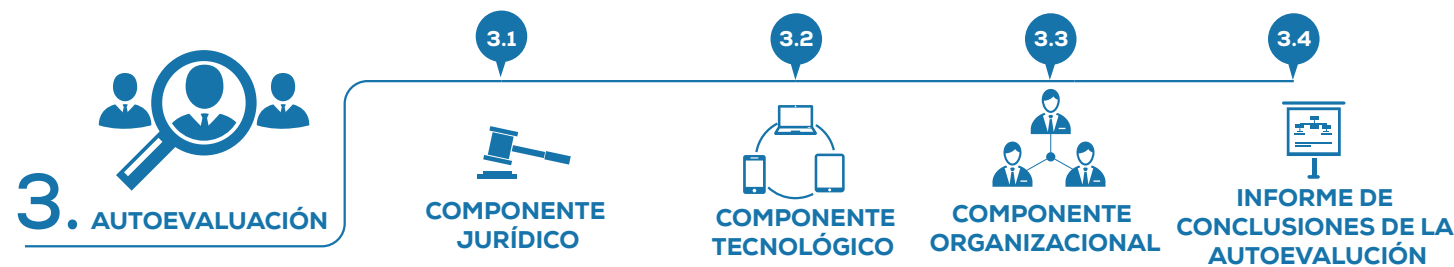 3. AUTOEVALUACIÓN
3.1
COMPONENTE
JURÍDICO
3.2
COMPONENTE
TECNOLÓGICO
3.3
COMPONENTE
ORGANIZACIONAL
3.4
INFORME DE
CONCLUSIONES DE LA
AUTOEVALUCIÓN